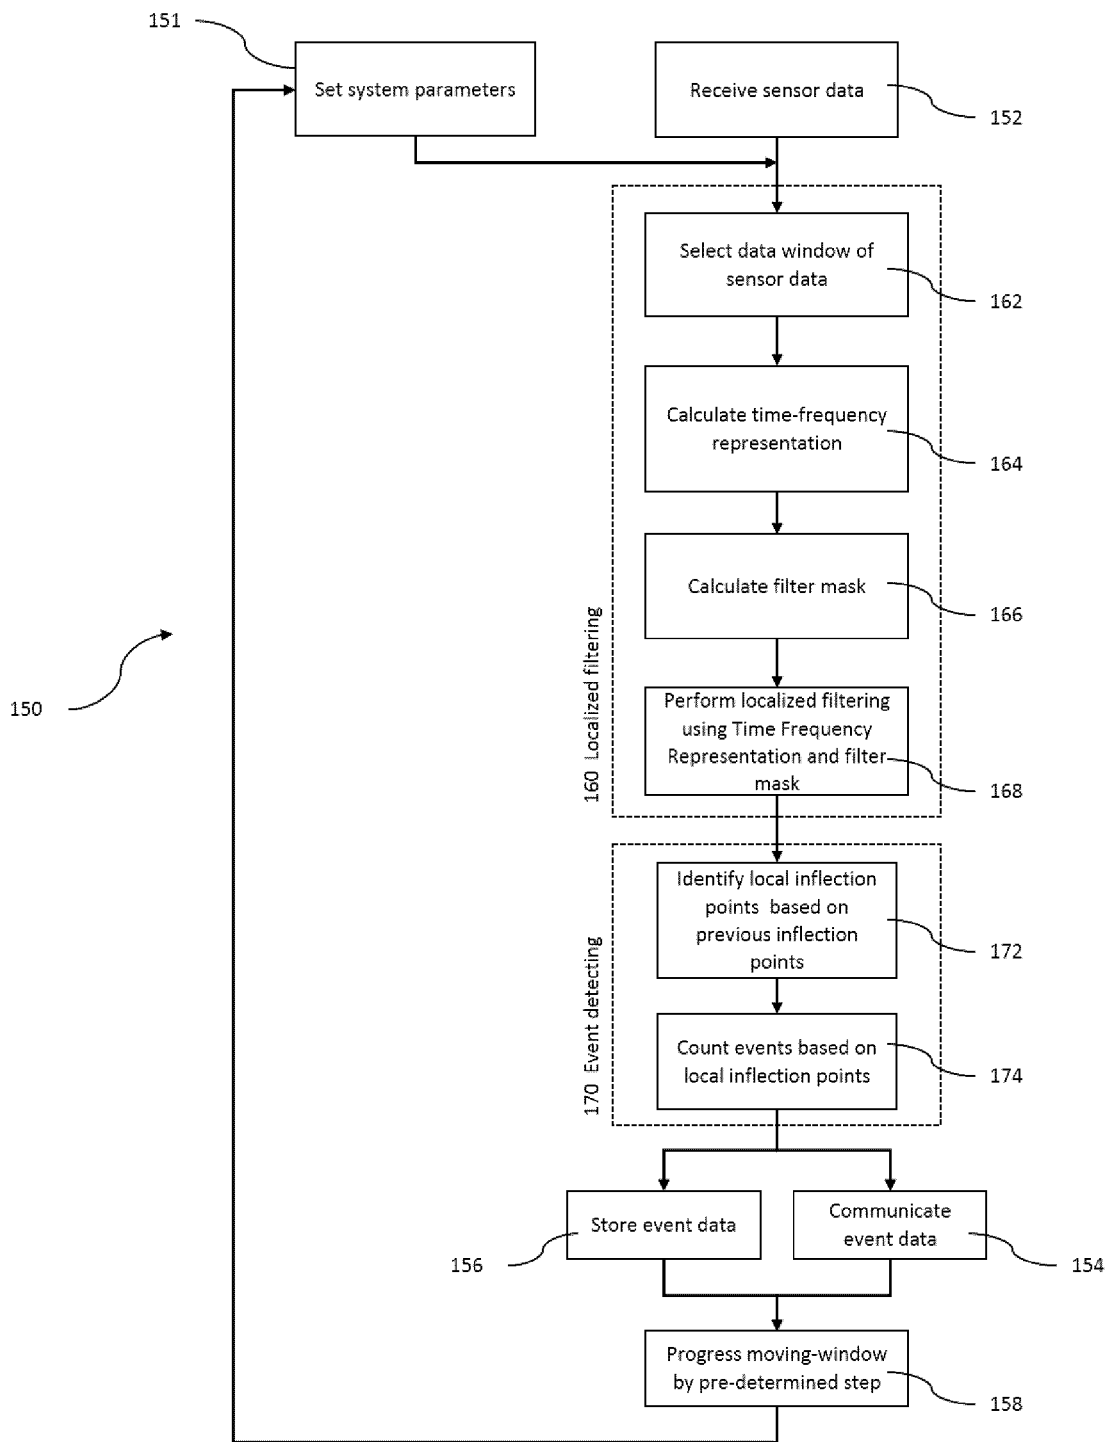 151
Set system parameters
Receive sensor data
152
Select data window of
sensor data
162
Calculate time-frequency
representation
164
Calculate filter mask
166
160 Localized filtering
150
Perform localized filtering
using Time Frequency
Representation and filter
mask
168
Identify local inflection
points  based on
previous inflection
points
172
170 Event detecting
Count events based on
local inflection points
174
Store event data
156
Communicate
event data
154
Progress moving-window
by pre-determined step
158